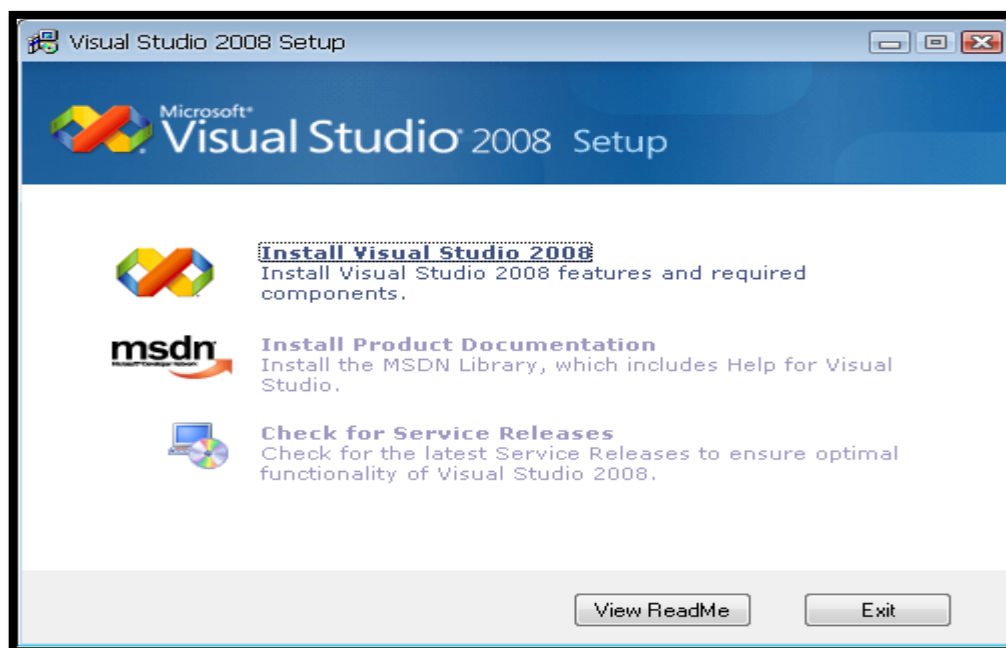 Visual Studio 2008 Setup
Microsoft®
Visual Studio® 2008 Setup
Install Visual Studio 2008
Install Visual Studio 2008 features and required
components.
msdn
Install Product Documentation
Install the MSDN Library, which includes Help for Visual
Studio.
Check for Service Releases
Check for the latest Service Releases to ensure optimal
functionality of Visual Studio 2008.
View ReadMe
Exit